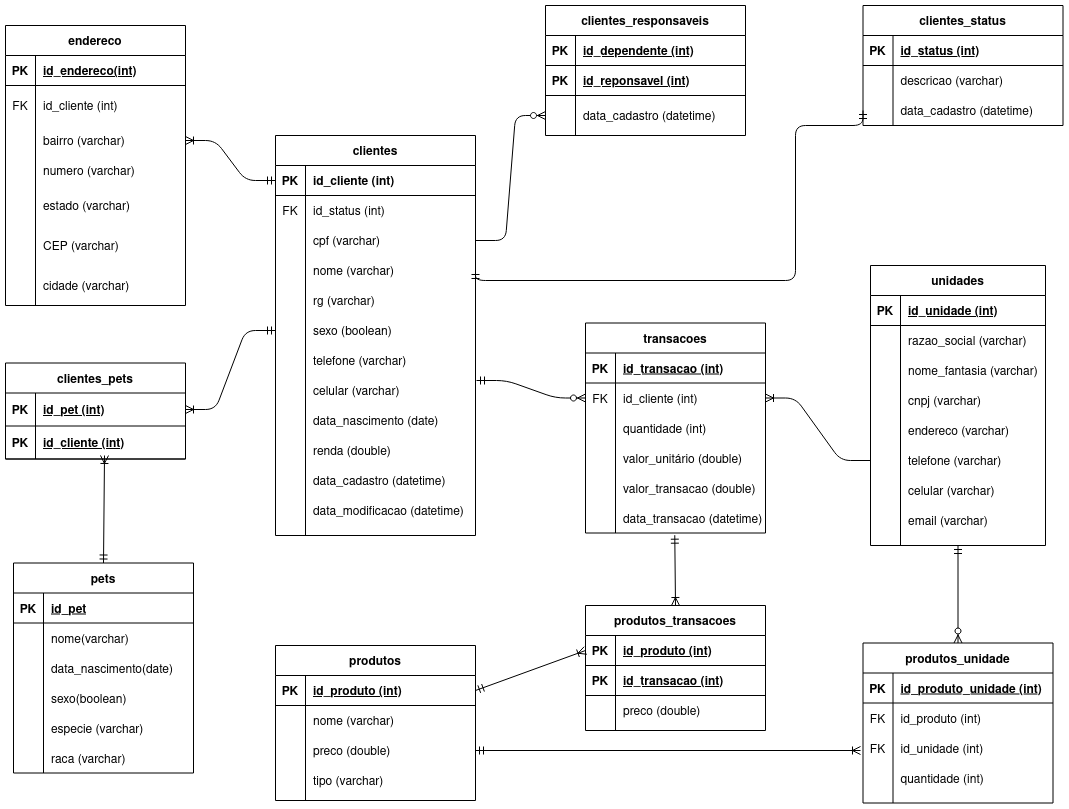 endereco
PK id_endereco(int)
FK id_cliente (int)
bairro (varchar)
numero (varchar)
estado (varchar)
CEP (varchar)
cidade (varchar)
clientes_responsaveis
PK id_dependente (int)
PK id_reponsavel (int)
data_cadastro (datetime)
clientes_status
PK id_status (int)
descricao (varchar)
data_cadastro (datetime)
clientes
PK id_cliente (int)
FK id_status (int)
cpf (varchar)
nome (varchar)
rg (varchar)
sexo (boolean)
telefone (varchar)
celular (varchar)
data_nascimento (date)
renda (double)
data_cadastro (datetime)
data_modificacao (datetime)
unidades
PK id_unidade (int)
razao_social (varchar)
nome_fantasia (varchar)
cnpj (varchar)
endereco (varchar)
telefone (varchar)
celular (varchar)
email (varchar)
transacoes
PK id_transacao (int)
FK id_cliente (int)
quantidade (int)
valor_unitário (double)
valor_transacao (double)
data_transacao (datetime)
clientes_pets
PK id_pet (int)
PK id_cliente (int)
pets
PK id_pet
nome(varchar)
data_nascimento(date)
sexo(boolean)
especie (varchar)
raca (varchar)
produtos
PK id_produto (int)
nome (varchar)
preco (double)
tipo (varchar)
produtos_transacoes
PK id_produto (int)
PK id_transacao (int)
preco (double)
produtos_unidade
PK id_produto_unidade (int)
FK id_produto (int)
FK id_unidade (int)
quantidade (int)